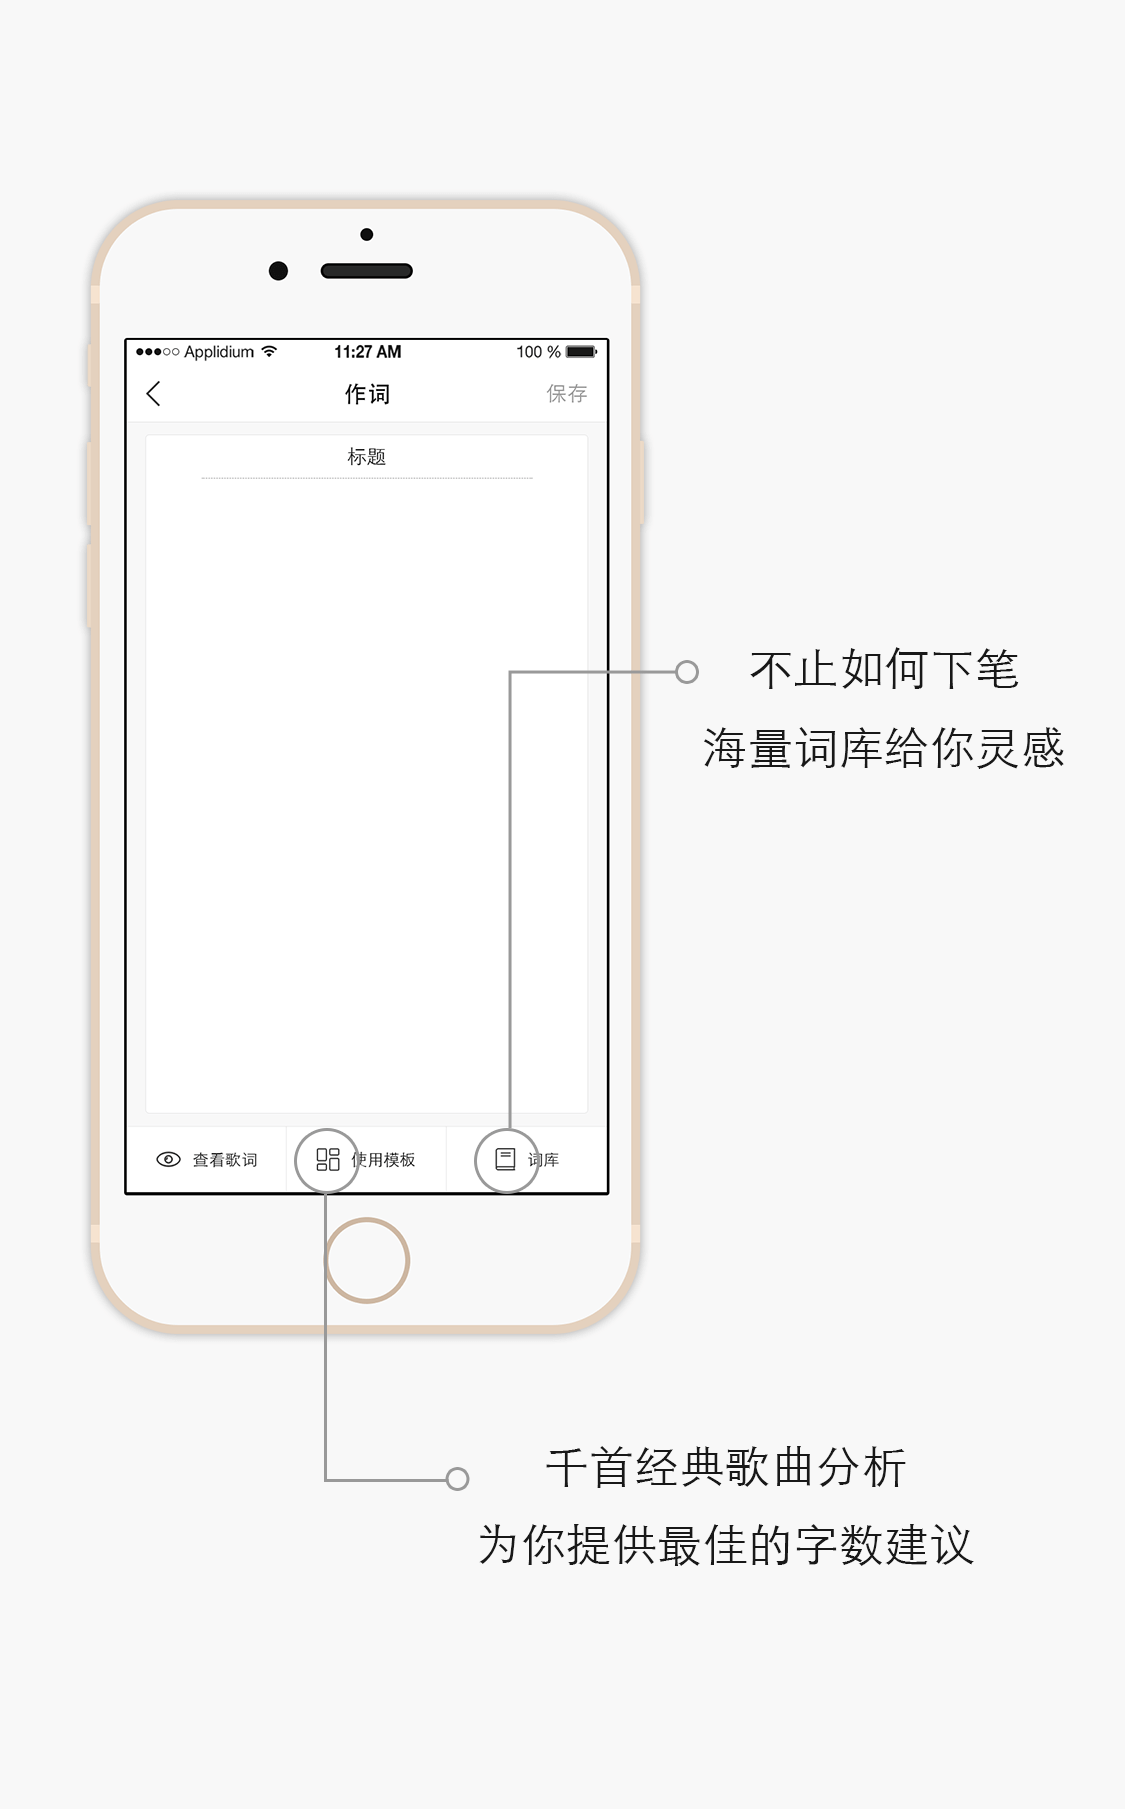 Applidium 11:27 AM 100 %
作词 保存
标题
不止如何下笔
海量词库给你灵感
查看歌词 使用模板 词库
千首经典歌曲分析
为你提供最佳的字数建议